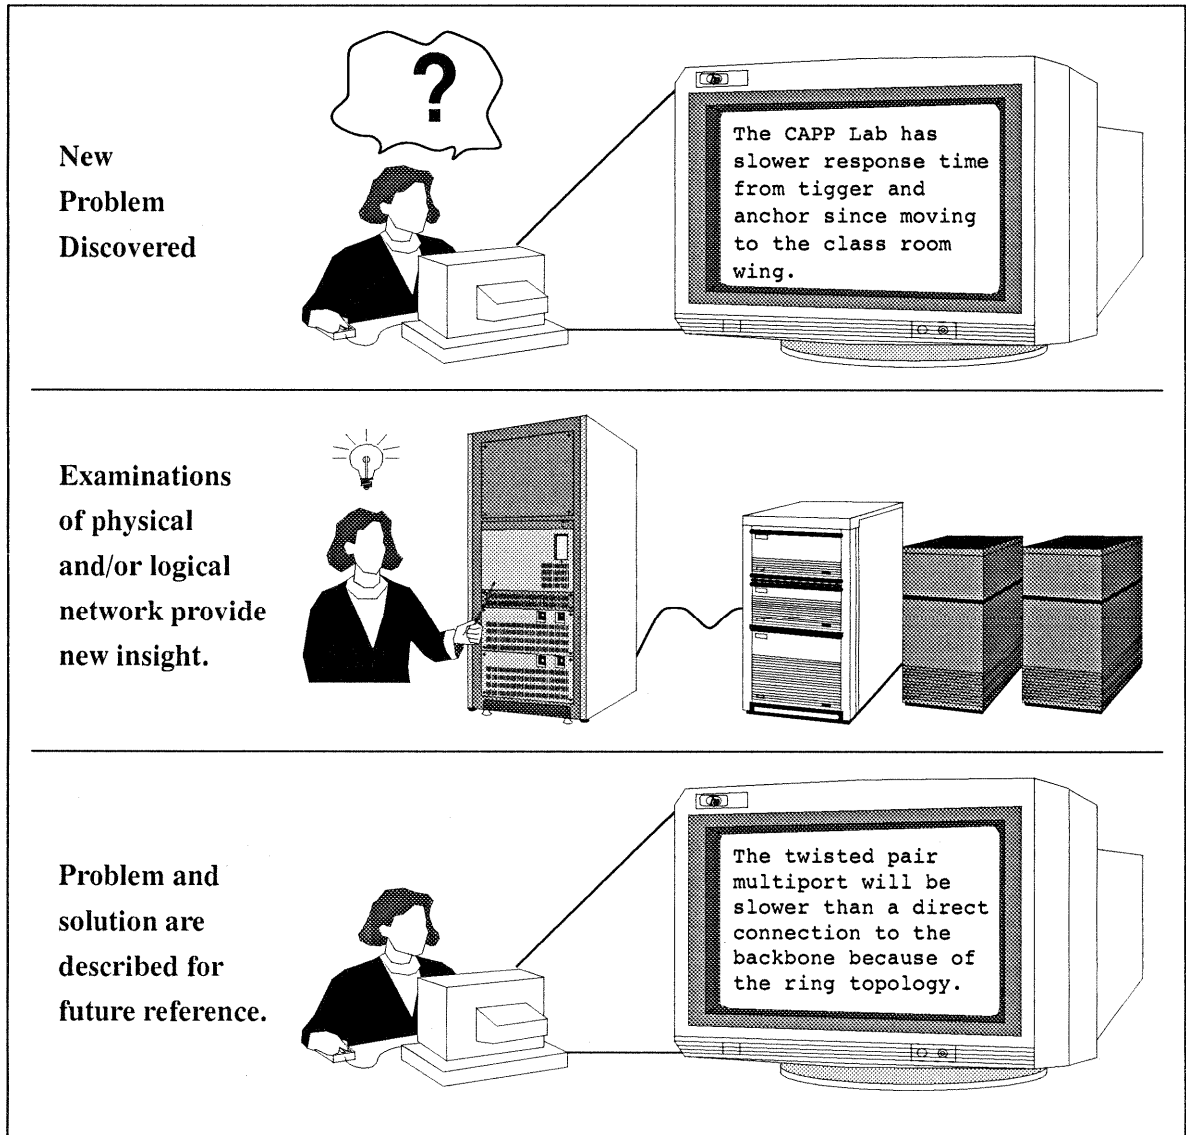 ?
New
Problem
Discovered
The CAPP Lab has
slower response time
from tigger and
anchor since moving
to the class room
wing.
Examinations
of physical
and/or logical
network provide
new insight.
Problem and
solution are
described for
future reference.
The twisted pair
multiport will be
slower than a direct
connection to the
backbone because of
the ring topology.